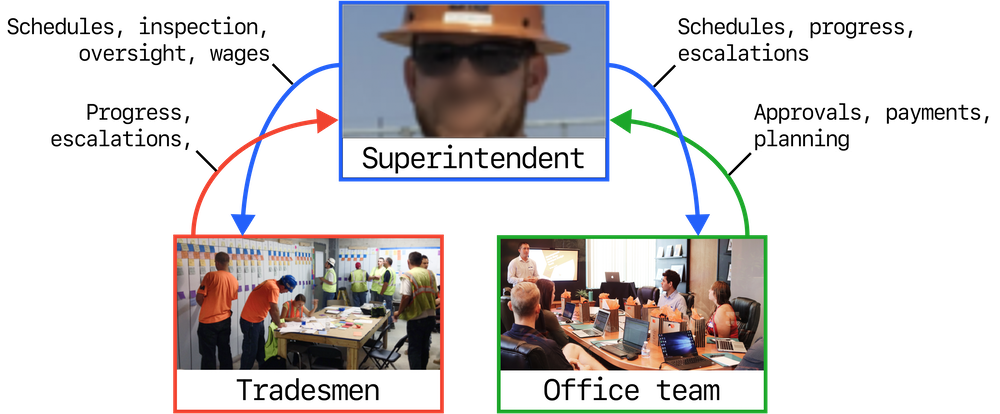 Schedules, inspection,
oversight, wages
Schedules, progress,
escalations
Progress,
escalations,
Approvals, payments,
planning
Superintendent
Tradesmen
Office team